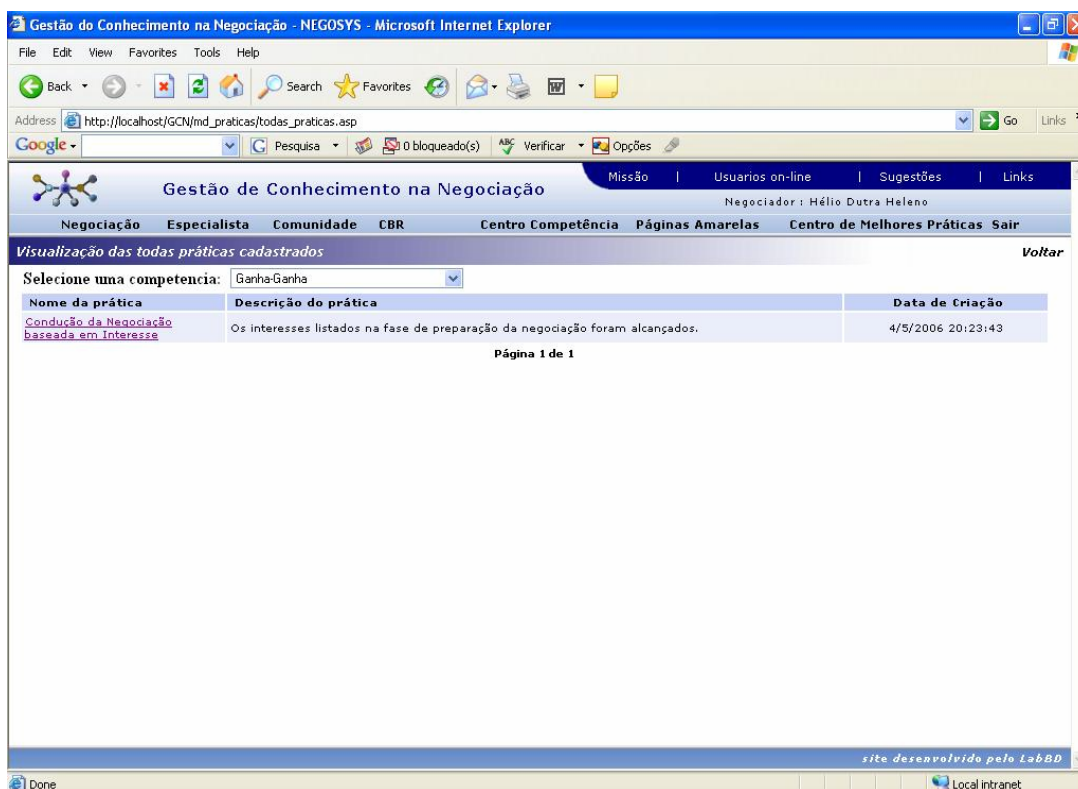 Gestão do Conhecimento na Negociação - NEGOSYS - Microsoft Internet Explorer
File Edit View Favorites Tools Help
Back Search Favorites
Address http://localhost/GCN/md_praticas/todas_praticas.asp Go Links
Google Pesquisa 0 bloqueado(s) ABC Verificar Opções
Missão | Usuarios on-line | Sugestões | Links
Gestão de Conhecimento na Negociação
Negociador : Hélio Dutra Heleno
Negociação Especialista Comunidade CBR Centro Competência Páginas Amarelas Centro de Melhores Práticas Sair
Visualização das todas práticas cadastrados Voltar
Selecione uma competencia: Ganha-Ganha
Nome da prática Descrição do prática Data de Criação
Condução da Negociação
baseada em Interesse
Os interesses listados na fase de preparação da negociação foram alcançados. 4/5/2006 20:23:43
Página 1 de 1
site desenvolvido pelo LabBD
Done Local intranet